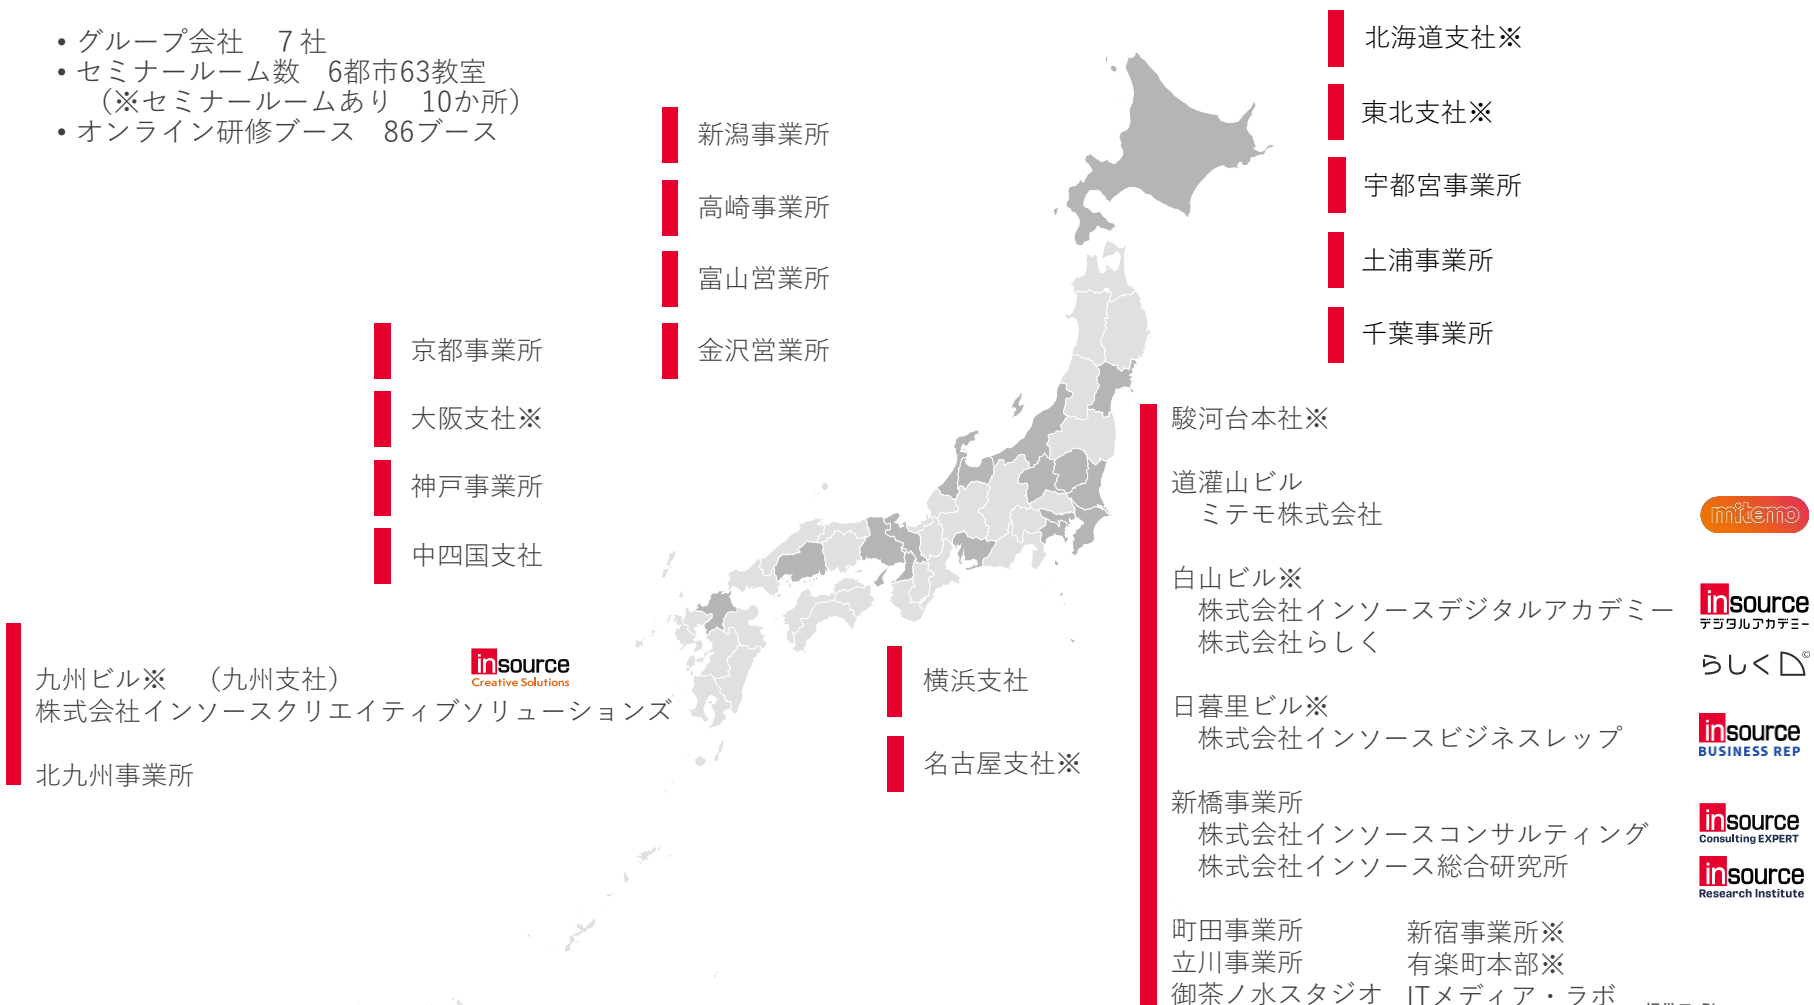 • グループ会社　７社
• セミナールーム数　6都市63教室
（※セミナールームあり　10か所）
• オンライン研修ブース　86ブース
北海道支社※
東北支社※
宇都宮事業所
土浦事業所
千葉事業所
新潟事業所
高崎事業所
富山営業所
金沢営業所
京都事業所
大阪支社※
神戸事業所
中四国支社
九州ビル※　（九州支社）
株式会社インソースクリエイティブソリューションズ
北九州事業所
insource
Creative Solutions
横浜支社
名古屋支社※
駿河台本社※
道灌山ビル
ミテモ株式会社
mitemo
白山ビル※
株式会社インソースデジタルアカデミー
株式会社らしく
insource
デジタルアカデミー
らしく
日暮里ビル※
株式会社インソースビジネスレップ
insource
BUSINESS REP
新橋事業所
株式会社インソースコンサルティング
株式会社インソース総合研究所
insource
Consulting EXPERT
insource
Research Institute
町田事業所　新宿事業所※
立川事業所　有楽町本部※
御茶ノ水スタジオ　ITメディア・ラボ